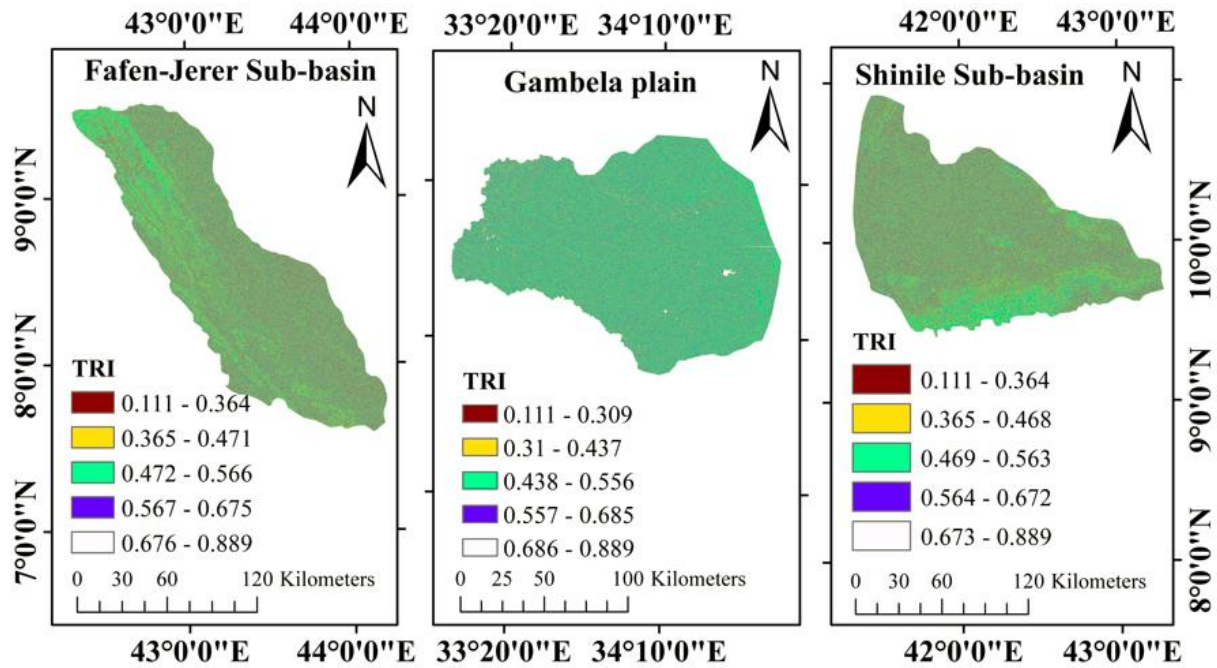 43°0'0"E 44°0'0"E
Fafen-Jerer Sub-basin
N
9°0'0"N
8°0'0"N
7°0'0"N
TRI
0.111 - 0.364
0.365 - 0.471
0.472 - 0.566
0.567 - 0.675
0.676 - 0.889
0 30 60 120 Kilometers
43°0'0"E 44°0'0"E
33°20'0"E 34°10'0"E
Gambela plain
N
TRI
0.111 - 0.309
0.31 - 0.437
0.438 - 0.556
0.557 - 0.685
0.686 - 0.889
0 25 50 100 Kilometers
33°20'0"E 34°10'0"E
42°0'0"E 43°0'0"E
Shinile Sub-basin
N
10°0'0"N
9°0'0"N
8°0'0"N
TRI
0.111 - 0.364
0.365 - 0.468
0.469 - 0.563
0.564 - 0.672
0.673 - 0.889
0 30 60 120 Kilometers
42°0'0"E 43°0'0"E